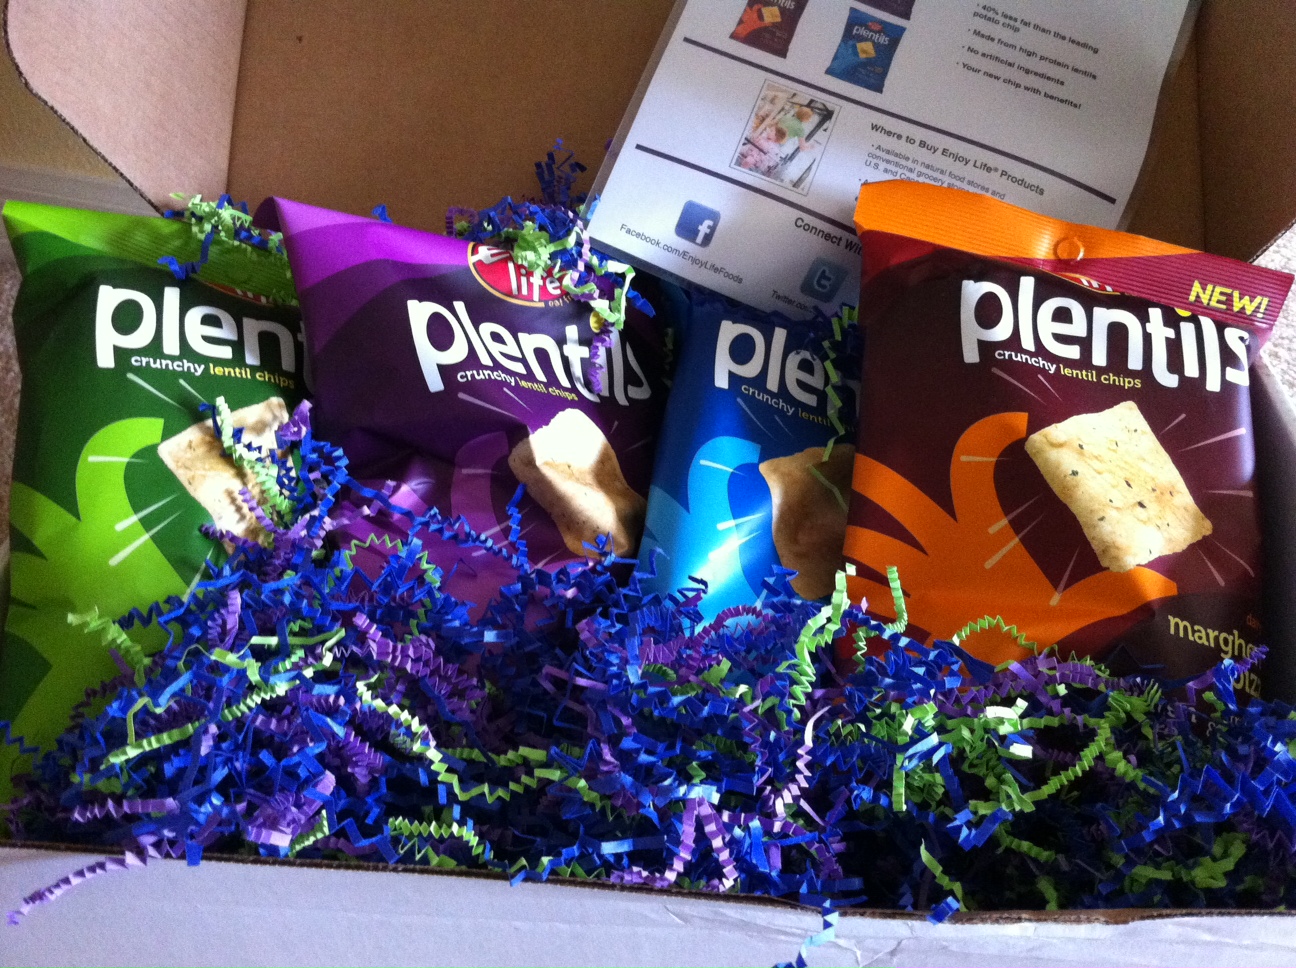 plentils
· 40% less fat than the leading
potato chip
· Made from high protein lentils
· No artificial ingredients
· Your new chip with benefits!
Where to Buy Enjoy Life® Products
· Available in natural food stores and
conventional grocery
U.S. and
Connect
Facebook.com/EnjoyLifeFoods
f
t
Twitter
plent
crunchy lentil chips
life
plentils
crunchy lentil chips
ple
crunchy lentil
NEW!
plentils
crunchy lentil chips
marghe